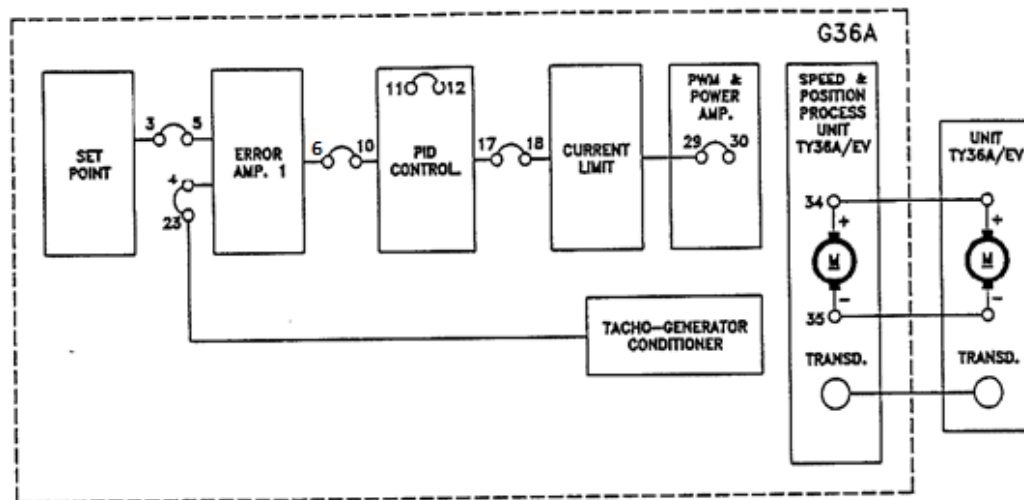 G36A
SET
POINT
3
5
4
23
ERROR
AMP. 1
6
10
11
12
PID
CONTROL.
17
18
CURRENT
LIMIT
PWM &
POWER
AMP.
29
30
SPEED &
POSITION
PROCESS
UNIT
TY36A/EV
34
+
M
-
35
TRANSD.
UNIT
TY36A/EV
+
M
-
TRANSD.
TACHO-GENERATOR
CONDITIONER